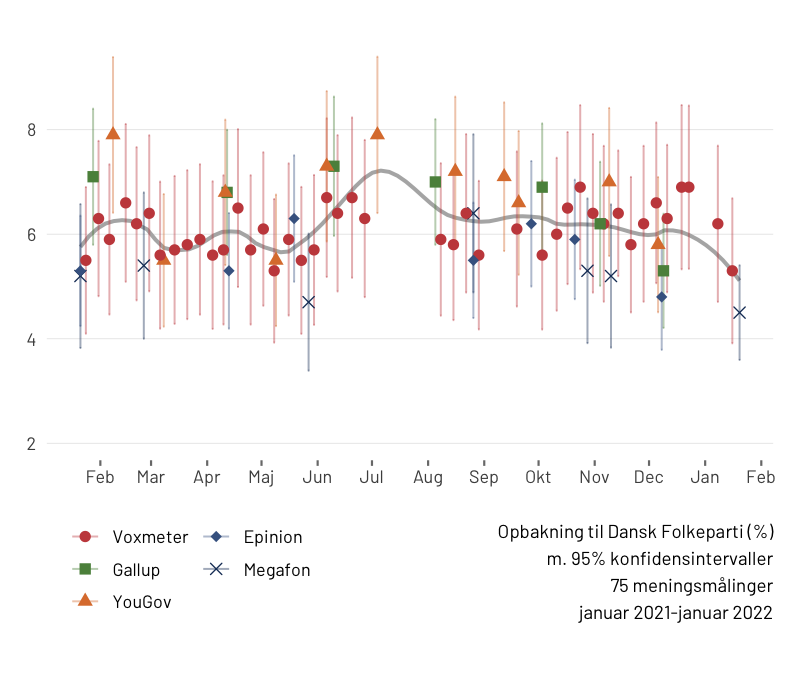 8
6
4
2
Feb Mar Apr Maj Jun Jul Aug Sep Okt Nov Dec Jan Feb
Voxmeter
Gallup
YouGov
Epinion
Megafon
Opbakning til Dansk Folkeparti (%)
m. 95% konfidensintervaller
75 meningsmålinger
januar 2021-januar 2022